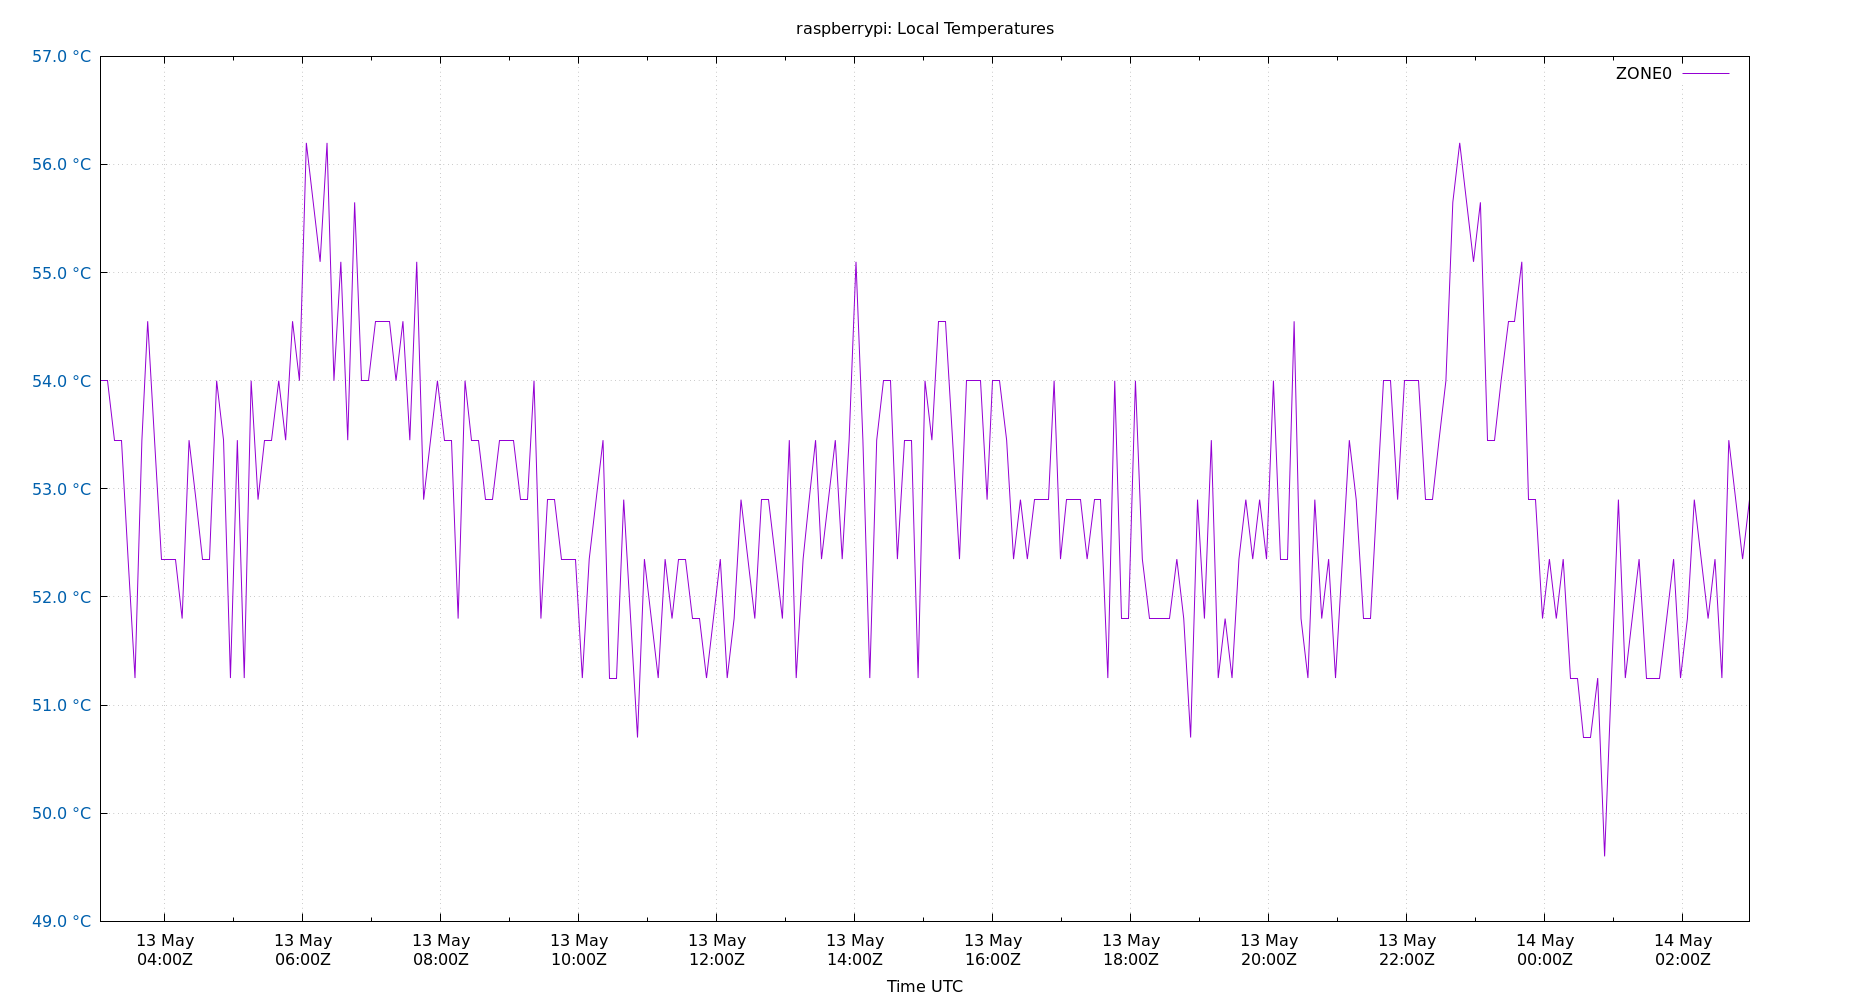 raspberrypi: Local Temperatures
57.0 °C
ZONE0
56.0 °C
55.0 °C
54.0 °C
53.0 °C
52.0 °C
51.0 °C
50.0 °C
49.0 °C
13 May 13 May 13 May 13 May 13 May 13 May 13 May 13 May 13 May 13 May 14 May 14 May
04:00Z 06:00Z 08:00Z 10:00Z 12:00Z 14:00Z 16:00Z 18:00Z 20:00Z 22:00Z 00:00Z 02:00Z
Time UTC